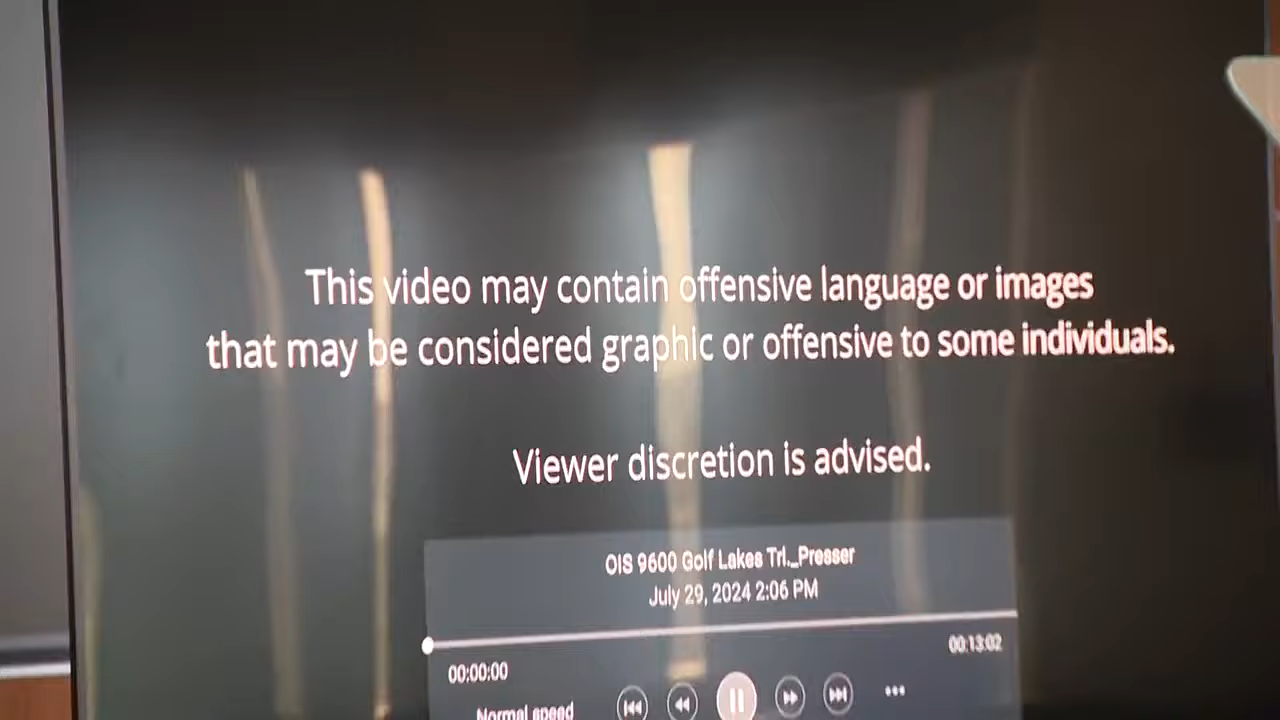 This video may contain offensive language or images
that may be considered graphic or offensive to some individuals.
Viewer discretion is advised.
OIS 9600 Golf Lakes Trl._Presser
July 29, 2024 2:06 PM
00:00:00
00:13:02
Normal speed